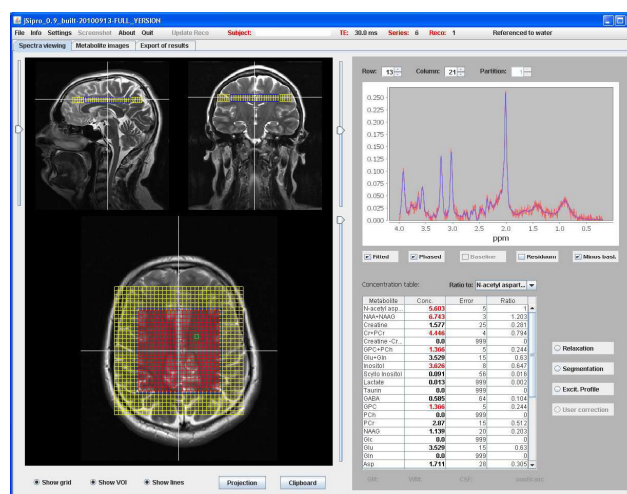 jSipro_0.9_built-20100913-FULL_VERSION
File Info Settings Screenshot About Quit Update Reco Subject: TE: 30.0 ms Series: 6 Reco: 1 Referenced to water
Spectra viewing Metabolite images Export of results
Row: 13 Column: 21 Partition:
0.250
0.225
0.200
0.175
0.150
0.125
0.100
0.075
0.050
0.025
0.000
4.0 3.5 3.0 2.5 2.0 1.5 1.0 0.5
ppm
Fitted Phased Baseline Residuum Minus basl.
Concentration table: Ratio to: N-acetyl aspart...
Metabolite Conc. Error Ratio
N-acetyl asp... 5.603 5 1
NAA+NAAG 6.743 3 1.203
Creatine 1.577 25 0.281
Cr+PCr 4.446 4 0.794
Creatine -Cr... 0.0 999 0
GPC+PCh 1.366 5 0.244
Glu+Gln 3.529 15 0.63
Inositol 3.626 8 0.647
Scyllo Inositol 0.091 56 0.016
Lactate 0.013 999 0.002
Taurin 0.0 999 0
GABA 0.585 64 0.104
GPC 1.366 5 0.244
PCh 0.0 999 0
PCr 2.87 15 0.512
NAAG 1.139 20 0.203
Glc 0.0 999 0
Glu 3.529 15 0.63
Gln 0.0 999 0
Asp 1.711 28 0.305
Relaxation
Segmentation
Excit. Profile
User correction
Show grid Show VOI Show lines Projection Clipboard
GM: WM: CSF: